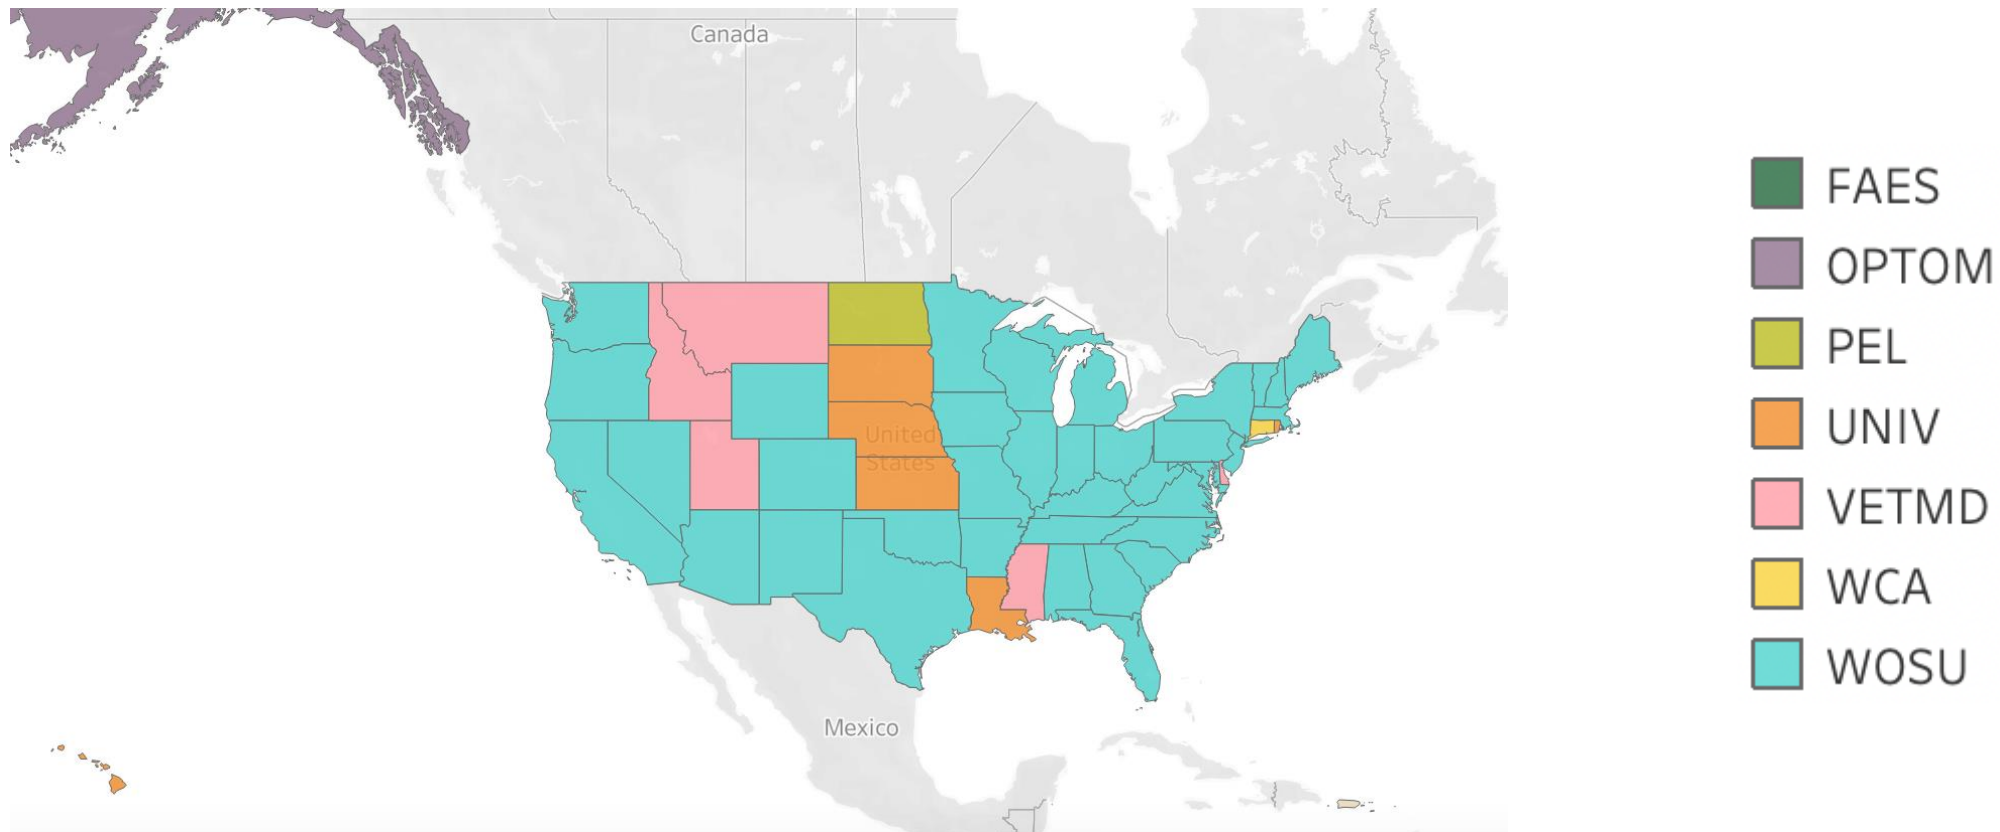 Canada
United
States
Mexico
FAES
OPTOM
PEL
UNIV
VETMD
WCA
WOSU